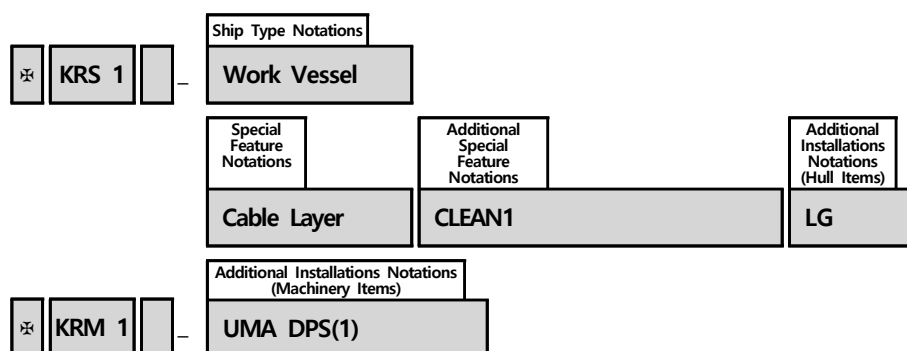 Ship Type Notations
✠ KRS 1 _ Work Vessel
Special
Feature
Notations
Additional
Special
Feature
Notations
Additional
Installations
Notations
(Hull Items)
Cable Layer CLEAN1 LG
Additional Installations Notations
(Machinery Items)
✠ KRM 1 _ UMA DPS(1)